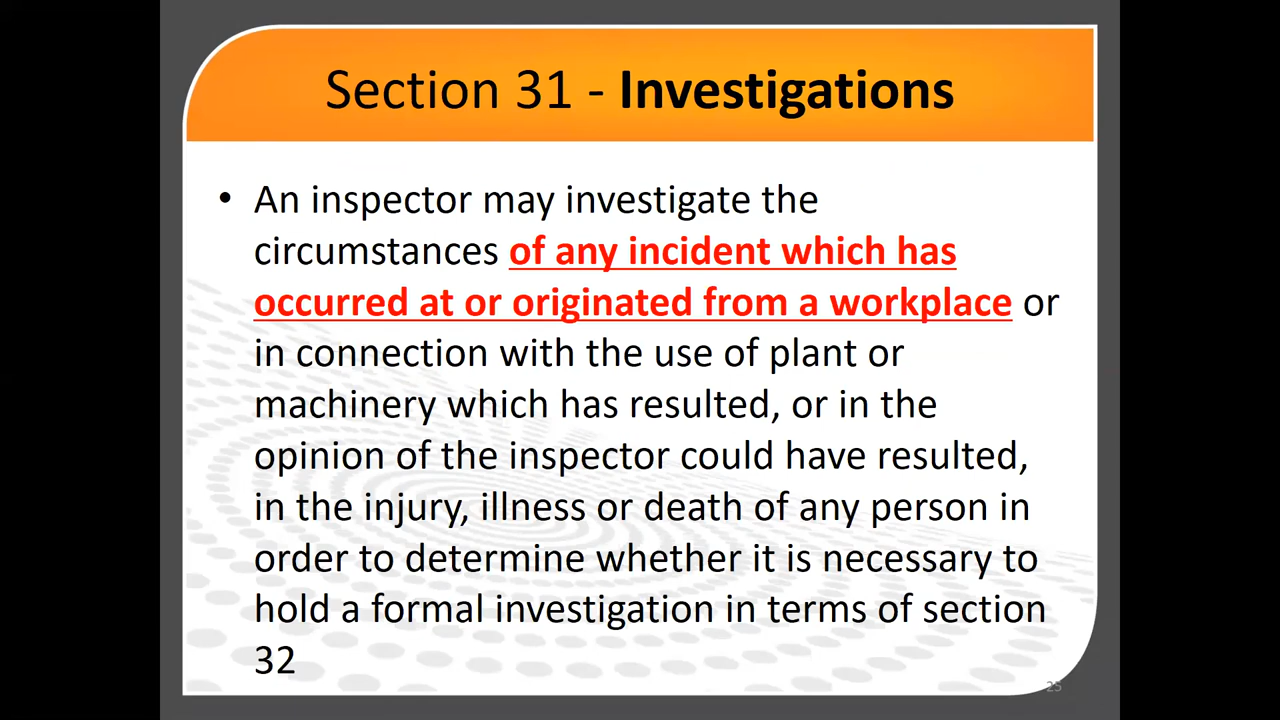 Section 31 - Investigations
• An inspector may investigate the
circumstances of any incident which has
occurred at or originated from a workplace or
in connection with the use of plant or
machinery which has resulted, or in the
opinion of the inspector could have resulted,
in the injury, illness or death of any person in
order to determine whether it is necessary to
hold a formal investigation in terms of section
32
25